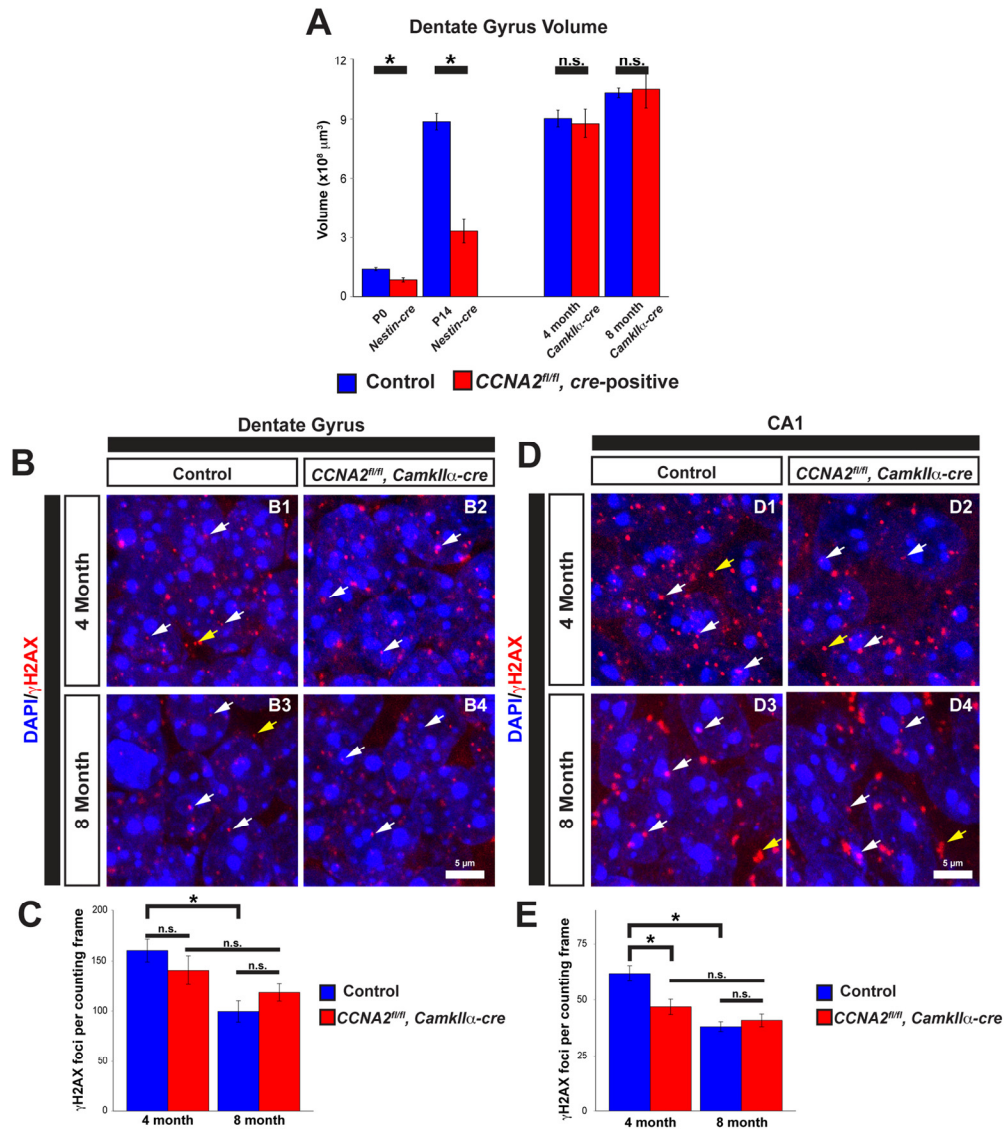 A
Dentate Gyrus Volume
* * n.s. n.s.
12
9
6
3
0
Volume (x10⁸ μm³)
P0 Nestin-cre
P14 Nestin-cre
4 month CamkIIα-cre
8 month CamkIIα-cre
Control CCNA2fl/fl, cre-positive
B
Dentate Gyrus
Control CCNA2fl/fl, CamkIIα-cre
DAPI/γH2AX
4 Month
B1 B2
8 Month
B3 B4
5 μm
D
CA1
Control CCNA2fl/fl, CamkIIα-cre
DAPI/γH2AX
4 Month
D1 D2
8 Month
D3 D4
5 μm
C
γH2AX foci per counting frame
200
150
100
50
0
*
n.s.
n.s.
n.s.
4 month 8 month
Control
CCNA2fl/fl, CamkIIα-cre
E
γH2AX foci per counting frame
75
50
25
0
*
*
n.s.
n.s.
4 month 8 month
Control
CCNA2fl/fl, CamkIIα-cre